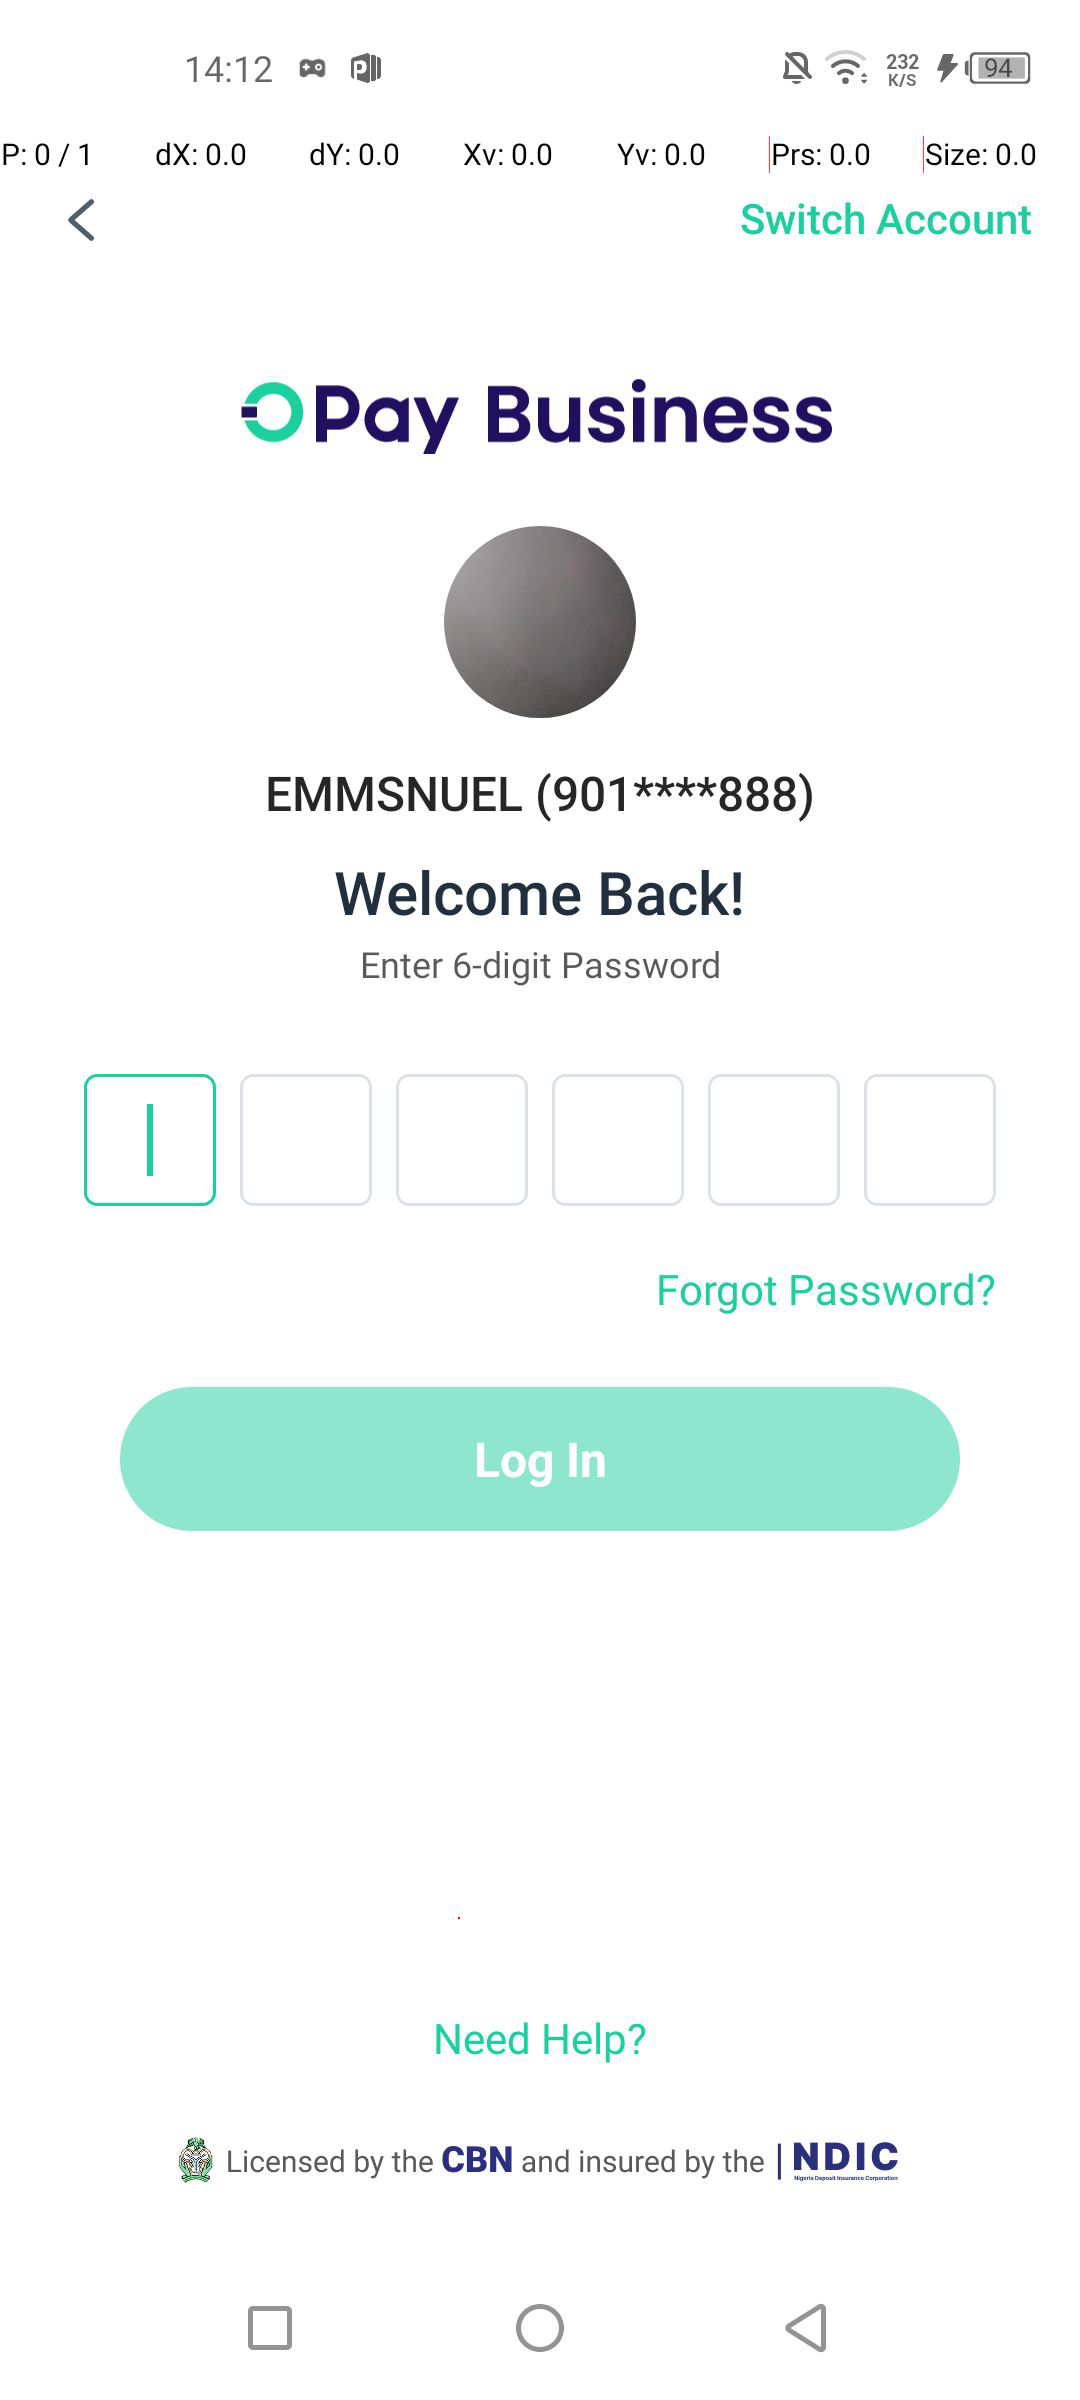 14:12
232
K/S
94
P: 0 / 1 dX: 0.0 dY: 0.0 Xv: 0.0 Yv: 0.0 Prs: 0.0 Size: 0.0
Switch Account
OPay Business
EMMSNUEL (901****888)
Welcome Back!
Enter 6-digit Password
Forgot Password?
Log In
Need Help?
Licensed by the CBN and insured by the | NDIC
Nigeria Deposit Insurance Corporation